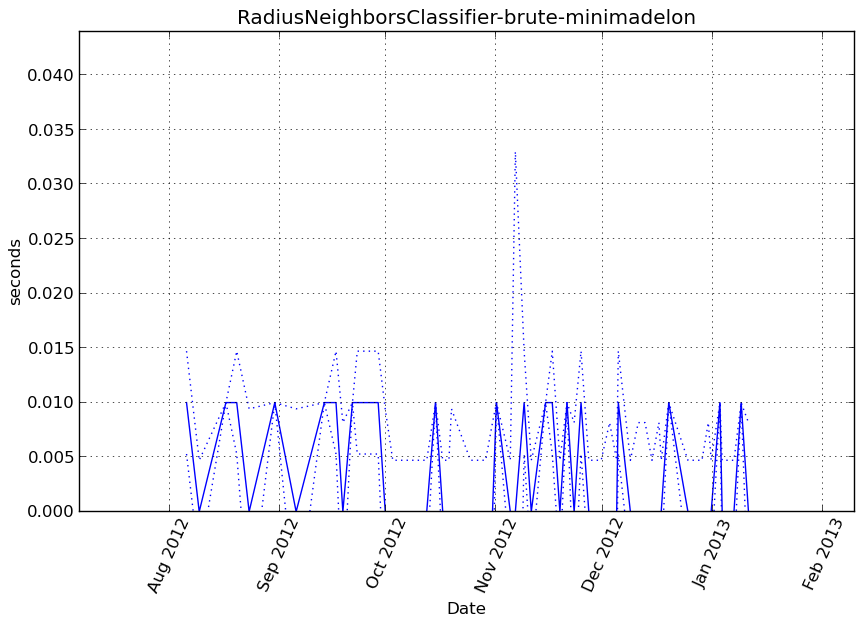 RadiusNeighborsClassifier-brute-minimadelon
0.040
0.035
0.030
0.025
0.020
0.015
0.010
0.005
0.000
seconds
Aug 2012
Sep 2012
Oct 2012
Nov 2012
Dec 2012
Jan 2013
Feb 2013
Date